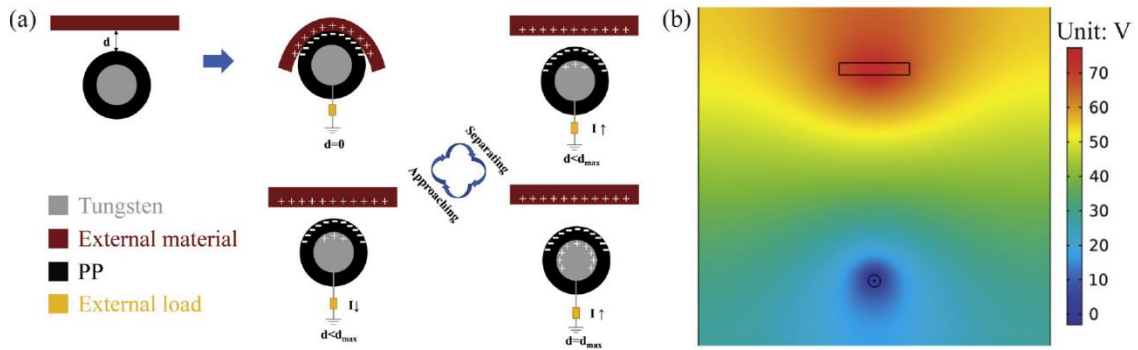 (a)
d
d=0
I ↑
d<dmax
Separating
Approaching
I↓
d<dmax
I ↑
d=dmax
Tungsten
External material
PP
External load
(b)
Unit: V
70
60
50
40
30
20
10
0